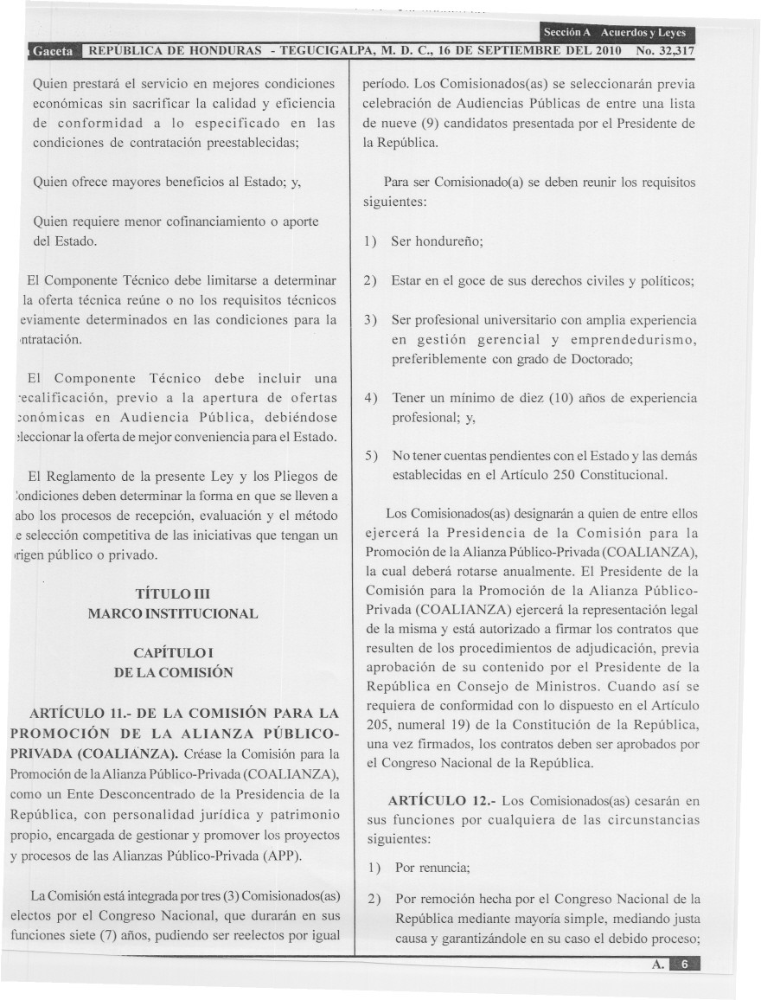 Sección A Acuerdos y Leyes
Gaceta REPÚBLICA DE HONDURAS - TEGUCIGALPA, M. D. C., 16 DE SEPTIEMBRE DEL 2010 No. 32,317
Quien prestará el servicio en mejores condiciones
económicas sin sacrificar la calidad y eficiencia
de conformidad a lo especificado en las
condiciones de contratación preestablecidas;
Quien ofrece mayores beneficios al Estado; y,
Quien requiere menor cofinanciamiento o aporte
del Estado.
El Componente Técnico debe limitarse a determinar
la oferta técnica reúne o no los requisitos técnicos
eviamente determinados en las condiciones para la
ntratación.
El Componente Técnico debe incluir una
recalificación, previo a la apertura de ofertas
conómicas en Audiencia Pública, debiéndose
eleccionar la oferta de mejor conveniencia para el Estado.
El Reglamento de la presente Ley y los Pliegos de
Condiciones deben determinar la forma en que se lleven a
abo los procesos de recepción, evaluación y el método
e selección competitiva de las iniciativas que tengan un
origen público o privado.
TÍTULO III
MARCO INSTITUCIONAL
CAPÍTULO I
DE LA COMISIÓN
ARTÍCULO 11.- DE LA COMISIÓN PARA LA
PROMOCIÓN DE LA ALIANZA PÚBLICO-
PRIVADA (COALIANZA). Créase la Comisión para la
Promoción de la Alianza Público-Privada (COALIANZA),
como un Ente Desconcentrado de la Presidencia de la
República, con personalidad jurídica y patrimonio
propio, encargada de gestionar y promover los proyectos
y procesos de las Alianzas Público-Privada (APP).
La Comisión está integrada por tres (3) Comisionados(as)
electos por el Congreso Nacional, que durarán en sus
funciones siete (7) años, pudiendo ser reelectos por igual
período. Los Comisionados(as) se seleccionarán previa
celebración de Audiencias Públicas de entre una lista
de nueve (9) candidatos presentada por el Presidente de
la República.
Para ser Comisionado(a) se deben reunir los requisitos
siguientes:
1) Ser hondureño;
2) Estar en el goce de sus derechos civiles y políticos;
3) Ser profesional universitario con amplia experiencia
en gestión gerencial y emprendedurismo,
preferiblemente con grado de Doctorado;
4) Tener un mínimo de diez (10) años de experiencia
profesional; y,
5) No tener cuentas pendientes con el Estado y las demás
establecidas en el Artículo 250 Constitucional.
Los Comisionados(as) designarán a quien de entre ellos
ejercerá la Presidencia de la Comisión para la
Promoción de la Alianza Público-Privada (COALIANZA),
la cual deberá rotarse anualmente. El Presidente de la
Comisión para la Promoción de la Alianza Público-
Privada (COALIANZA) ejercerá la representación legal
de la misma y está autorizado a firmar los contratos que
resulten de los procedimientos de adjudicación, previa
aprobación de su contenido por el Presidente de la
República en Consejo de Ministros. Cuando así se
requiera de conformidad con lo dispuesto en el Artículo
205, numeral 19) de la Constitución de la República,
una vez firmados, los contratos deben ser aprobados por
el Congreso Nacional de la República.
ARTÍCULO 12.- Los Comisionados(as) cesarán en
sus funciones por cualquiera de las circunstancias
siguientes:
1) Por renuncia;
2) Por remoción hecha por el Congreso Nacional de la
República mediante mayoría simple, mediando justa
causa y garantizándole en su caso el debido proceso;
A. 6